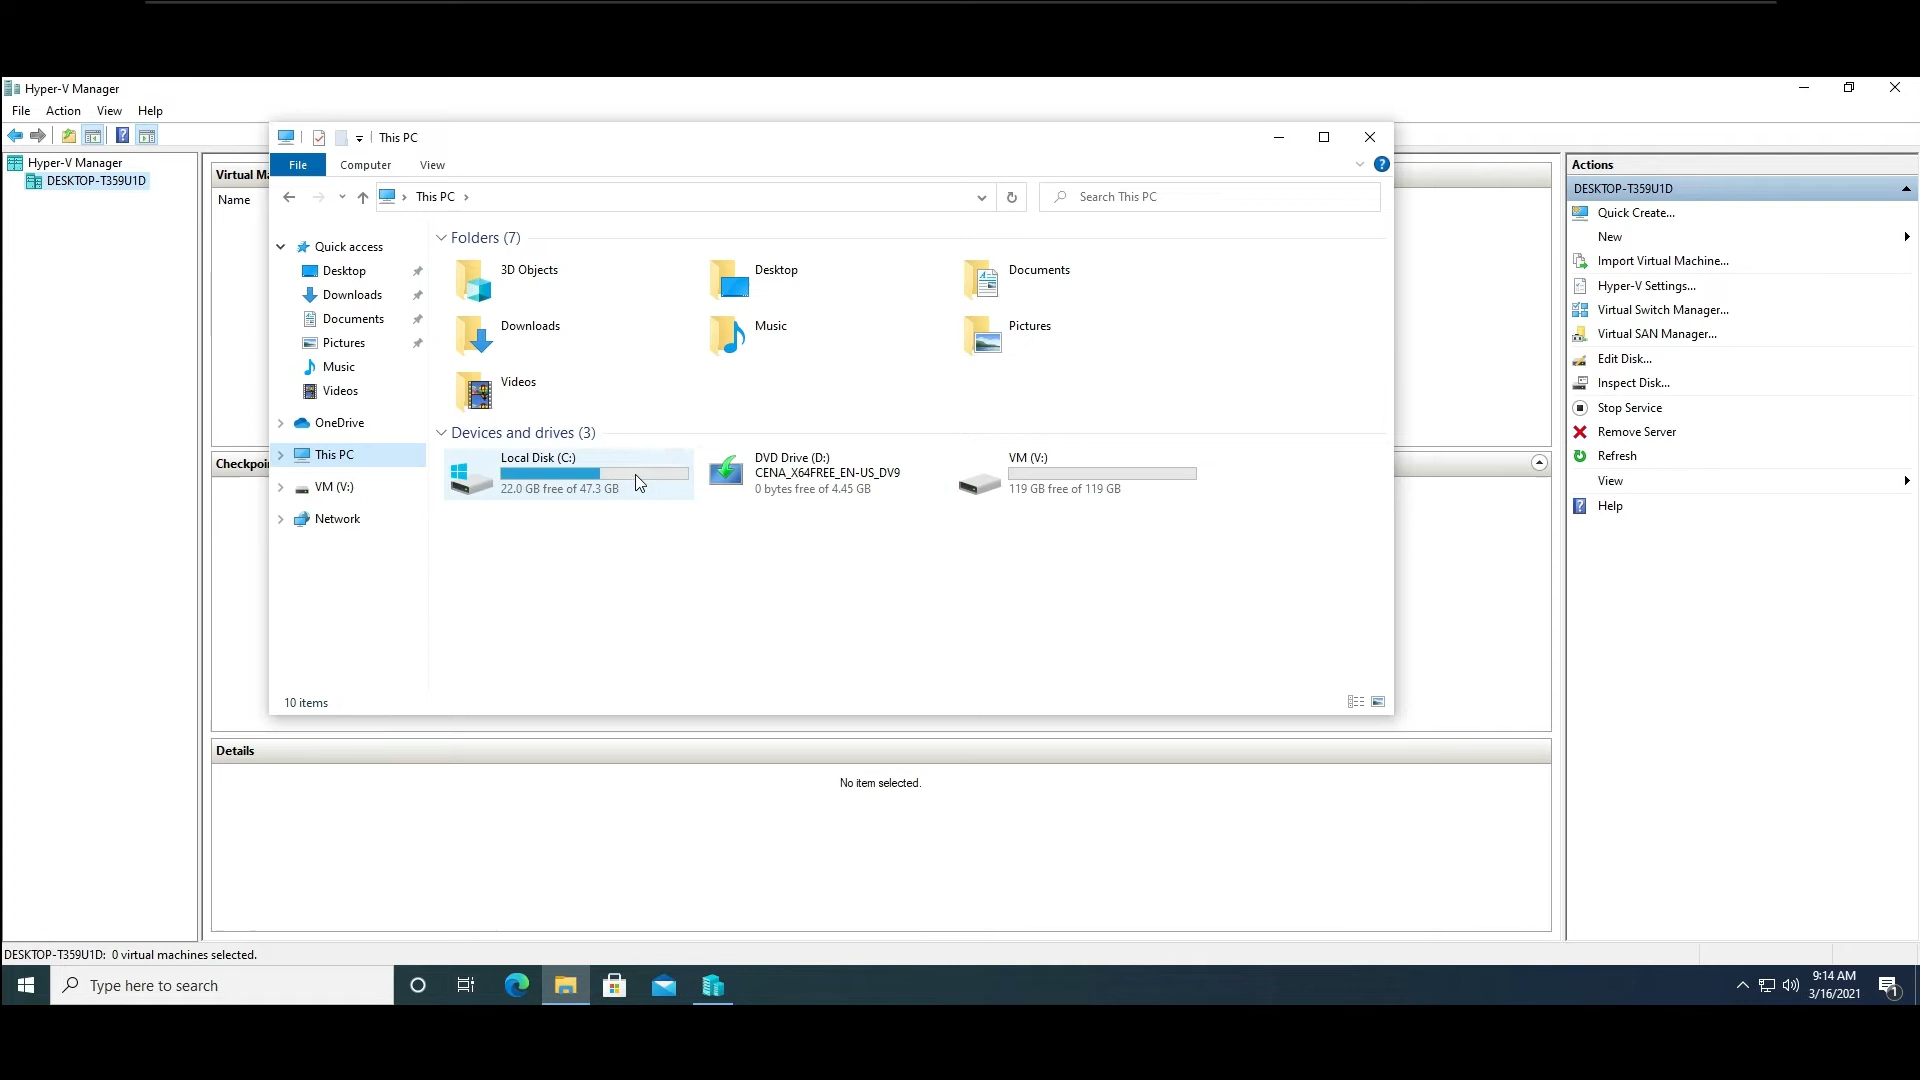 Hyper-V Manager
File Action View Help
Hyper-V Manager
DESKTOP-T359U1D
Virtual M
Name
Checkpoi
This PC
File Computer View
This PC
Search This PC
Quick access
Desktop
Downloads
Documents
Pictures
Music
Videos
OneDrive
This PC
VM (V:)
Network
Folders (7)
3D Objects
Desktop
Documents
Downloads
Music
Pictures
Videos
Devices and drives (3)
Local Disk (C:)
22.0 GB free of 47.3 GB
DVD Drive (D:)
CENA_X64FREE_EN-US_DV9
0 bytes free of 4.45 GB
VM (V:)
119 GB free of 119 GB
10 items
Details
No item selected.
Actions
DESKTOP-T359U1D
Quick Create...
New
Import Virtual Machine...
Hyper-V Settings...
Virtual Switch Manager...
Virtual SAN Manager...
Edit Disk...
Inspect Disk...
Stop Service
Remove Server
Refresh
View
Help
DESKTOP-T359U1D: 0 virtual machines selected.
Type here to search
9:14 AM
3/16/2021
1